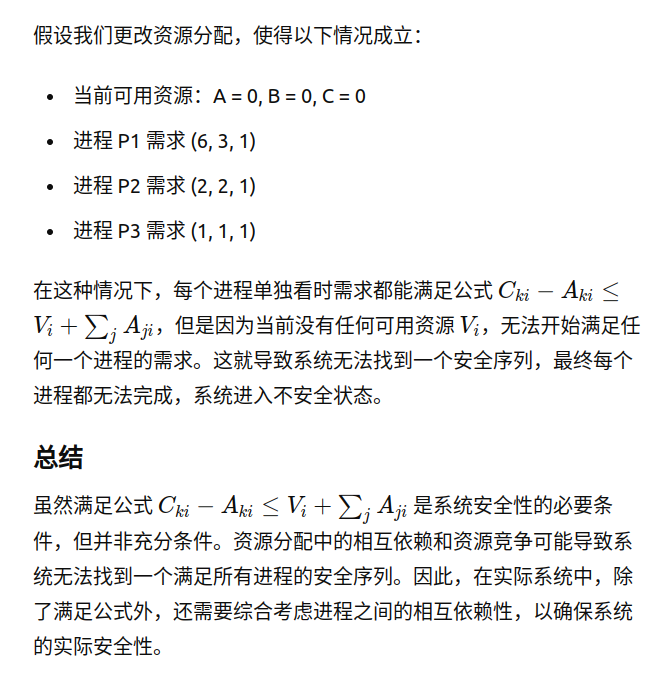 假设我们更改资源分配，使得以下情况成立：
• 当前可用资源：A = 0, B = 0, C = 0
• 进程 P1 需求 (6, 3, 1)
• 进程 P2 需求 (2, 2, 1)
• 进程 P3 需求 (1, 1, 1)
在这种情况下，每个进程单独看时需求都能满足公式 $C_{ki} - A_{ki} \leq$
$V_i + \sum_j A_{ji}$，但是因为当前没有任何可用资源 $V_i$，无法开始满足任
何一个进程的需求。这就导致系统无法找到一个安全序列，最终每个
进程都无法完成，系统进入不安全状态。
总结
虽然满足公式 $C_{ki} - A_{ki} \leq V_i + \sum_j A_{ji}$ 是系统安全性的必要条
件，但并非充分条件。资源分配中的相互依赖和资源竞争可能导致系
统无法找到一个满足所有进程的安全序列。因此，在实际系统中，除
了满足公式外，还需要综合考虑进程之间的相互依赖性，以确保系统
的实际安全性。